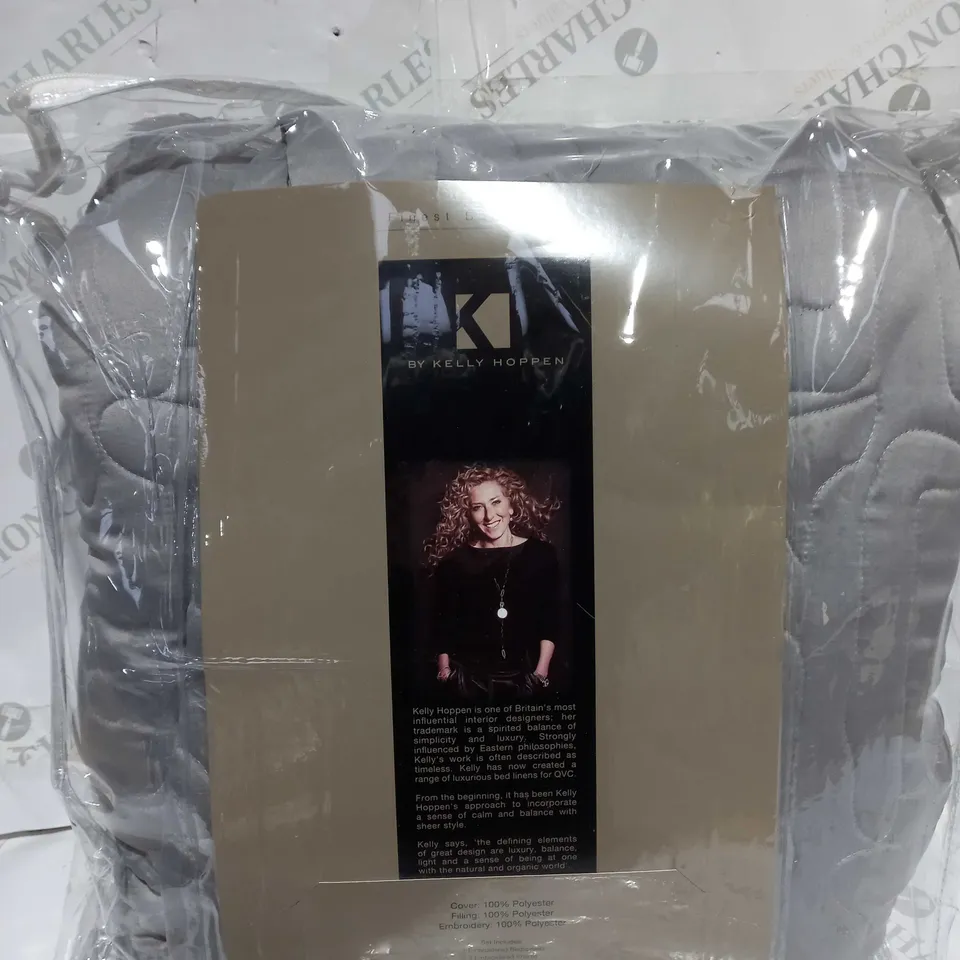 Finest
K
BY KELLY HOPPEN
Kelly Hoppen is one of Britain's most
influential interior designers; her
trademark is a spirited balance of
simplicity and luxury. Strongly
influenced by Eastern philosophies,
Kelly's work is often described as
timeless. Kelly has now created a
range of luxurious bed linens for QVC.
From the beginning, it has been Kelly
Hoppen's approach to incorporate
a sense of calm and balance with
sheer style.
Kelly says, 'the defining elements
of great design are luxury, balance,
light and a sense of being at one
with the natural and organic world'.
Cover: 100% Polyester
Filling: 100% Polyester
Embroidery: 100% Polyester
Set Includes